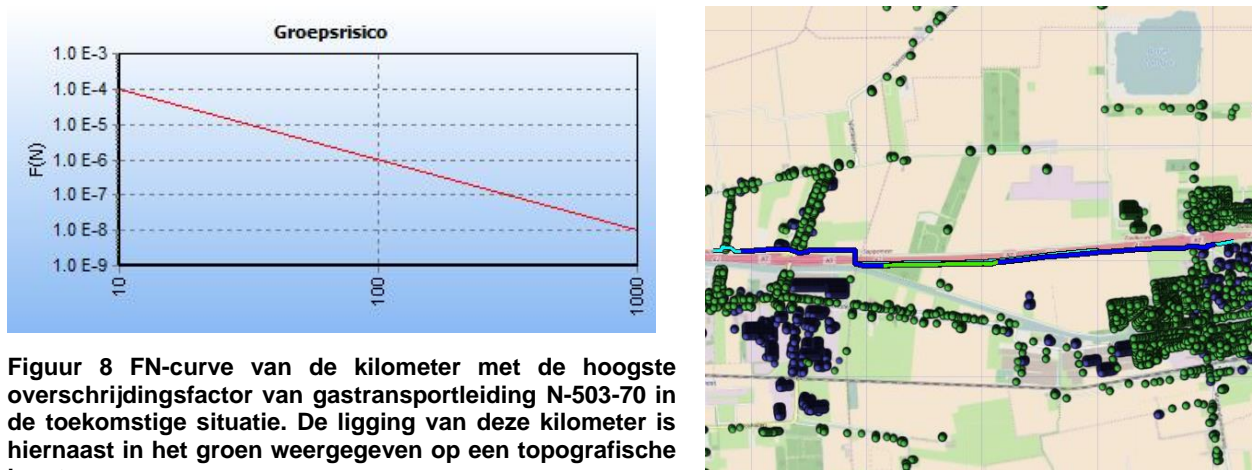 Groepsrisico
1.0 E-3
1.0 E-4
1.0 E-5
1.0 E-6
1.0 E-7
1.0 E-8
1.0 E-9
F(N)
10
100
1000
Figuur 8 FN-curve van de kilometer met de hoogste
overschrijdingsfactor van gastransportleiding N-503-70 in
de toekomstige situatie. De ligging van deze kilometer is
hiernaast in het groen weergegeven op een topografische